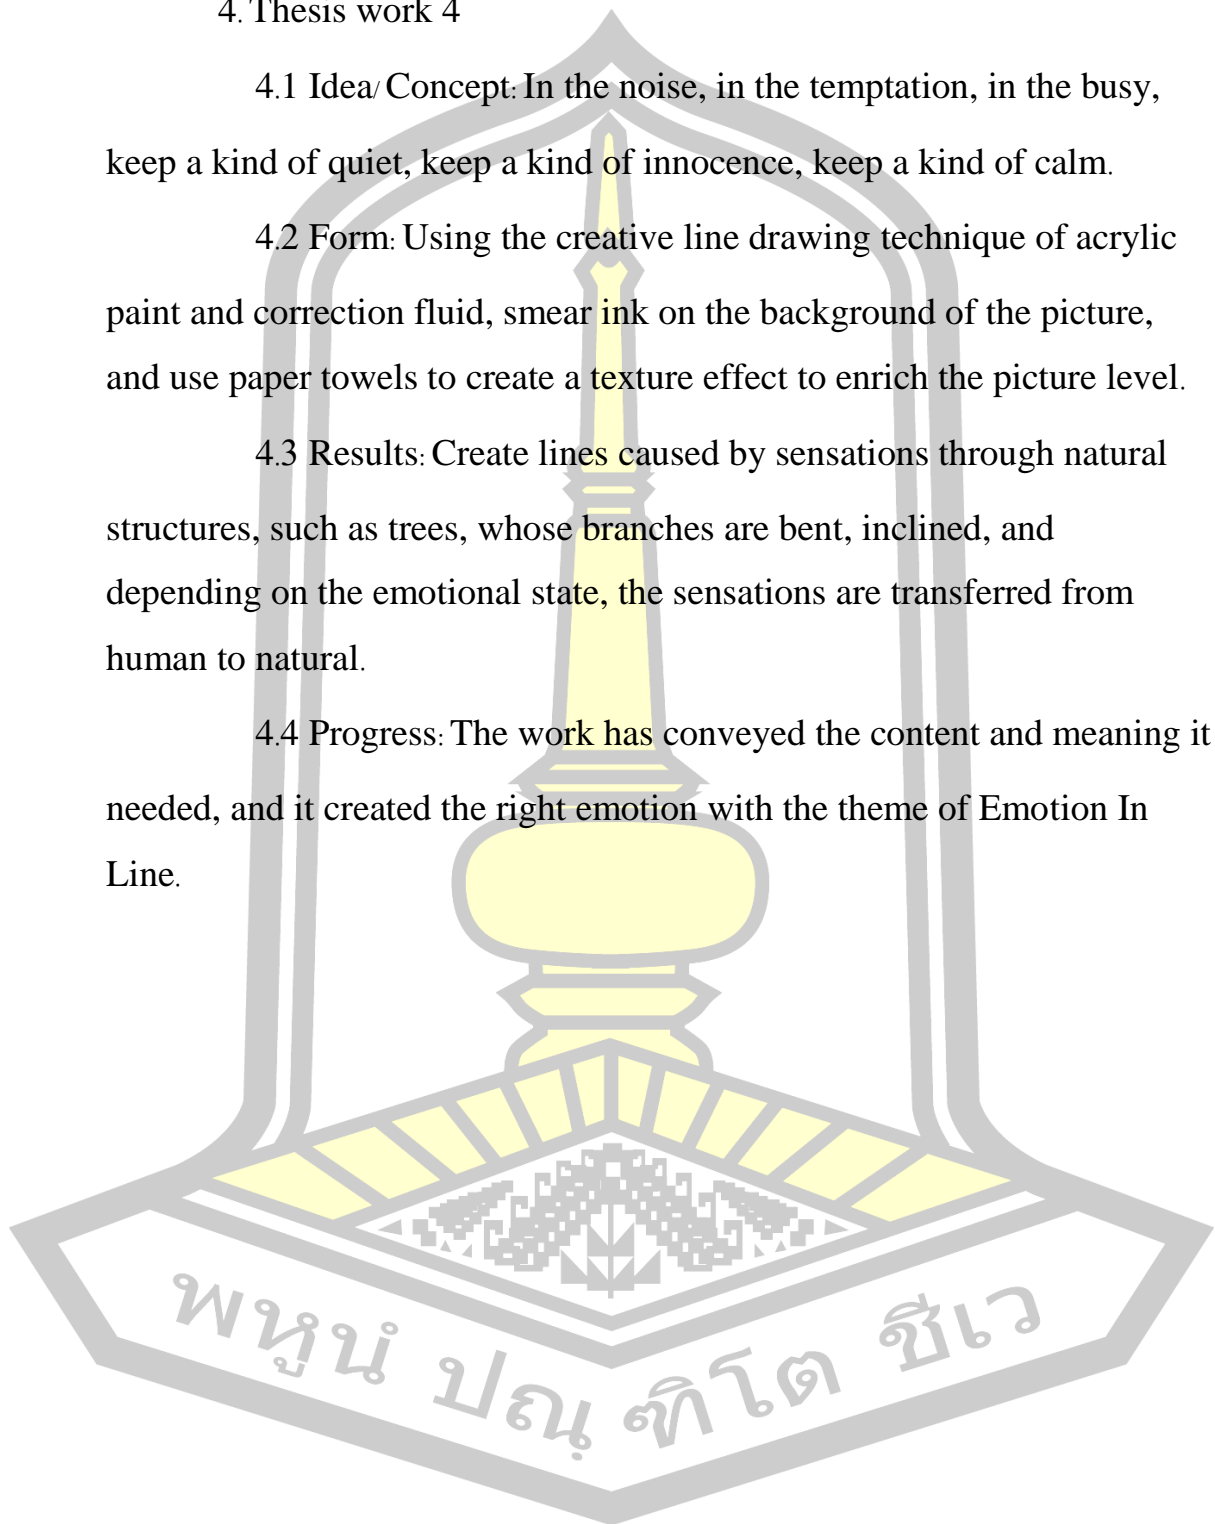 4. Thesis work 4
4.1 Idea/ Concept: In the noise, in the temptation, in the busy,
keep a kind of quiet, keep a kind of innocence, keep a kind of calm.
4.2 Form: Using the creative line drawing technique of acrylic
paint and correction fluid, smear ink on the background of the picture,
and use paper towels to create a texture effect to enrich the picture level.
4.3 Results: Create lines caused by sensations through natural
structures, such as trees, whose branches are bent, inclined, and
depending on the emotional state, the sensations are transferred from
human to natural.
4.4 Progress: The work has conveyed the content and meaning it
needed, and it created the right emotion with the theme of Emotion In
Line.
พหูนํ ปณฺ ฑิโต ชีเว